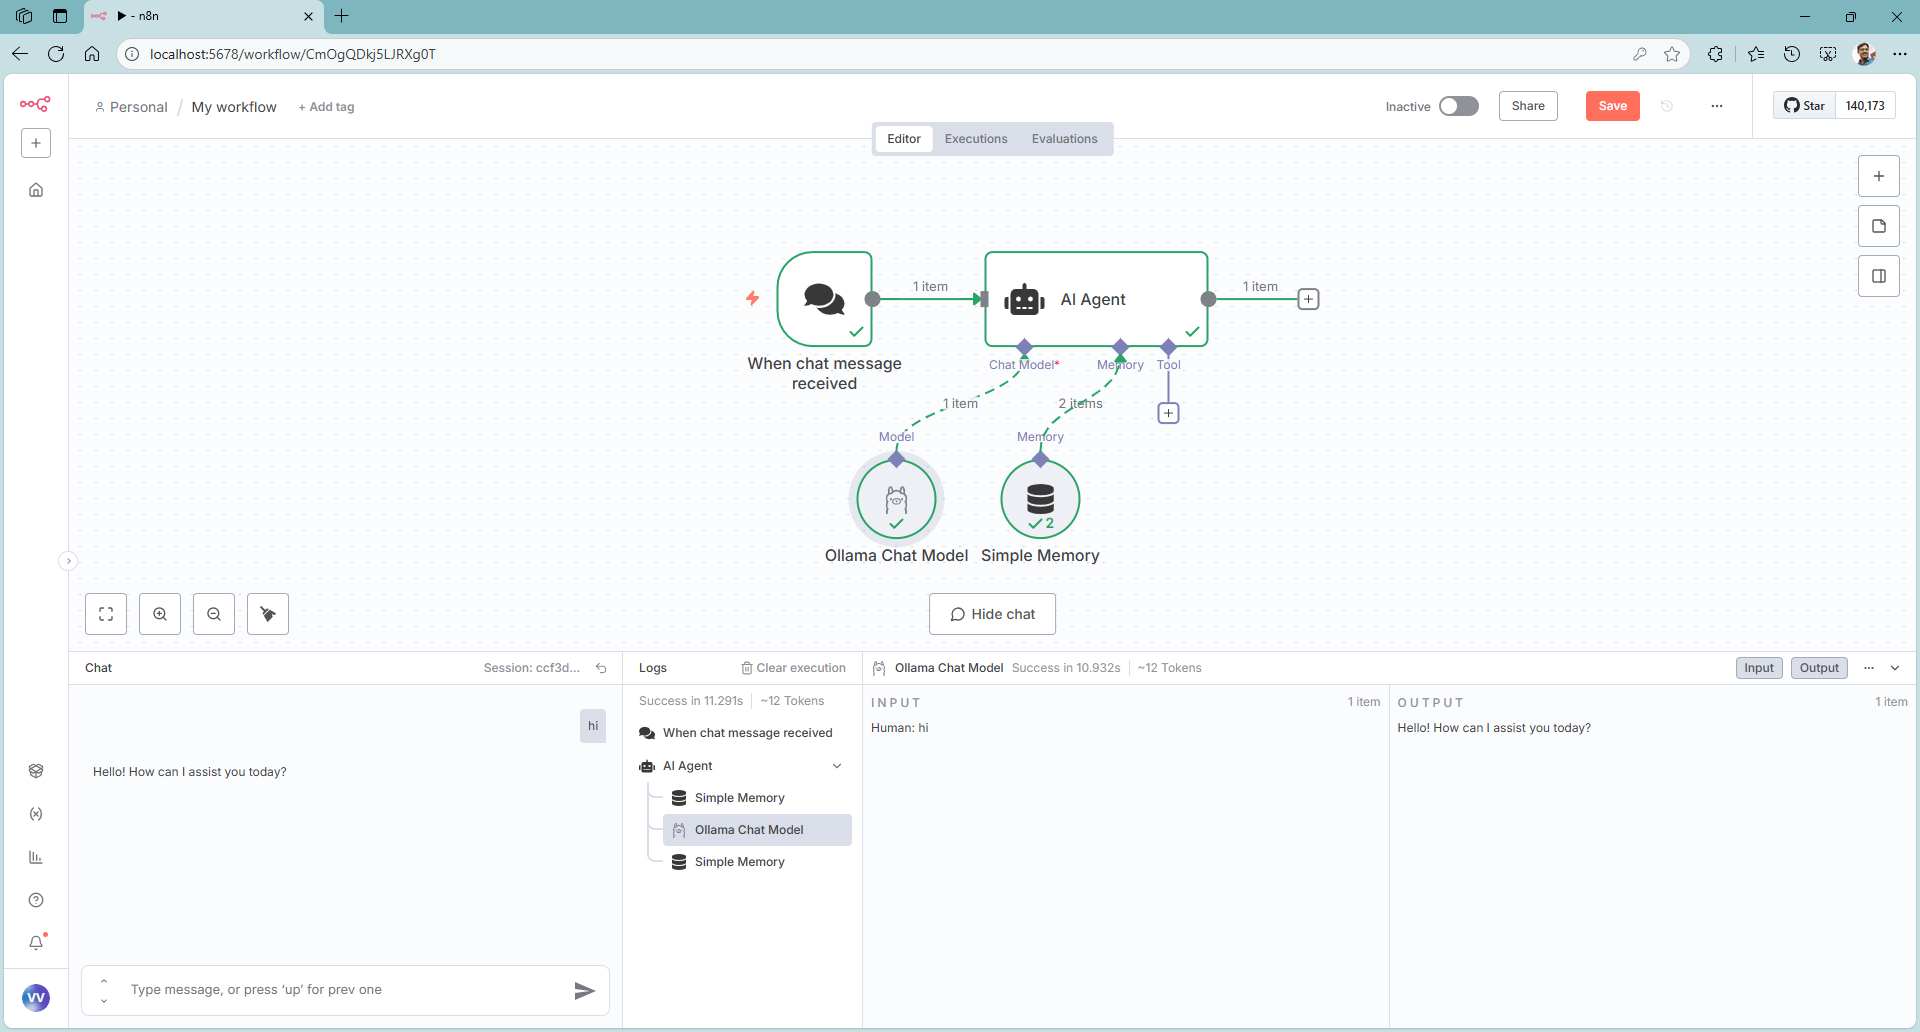 - n8n
localhost:5678/workflow/CmOgQDkj5LJRXg0T
Personal / My workflow + Add tag
Inactive Share Save ... Star 140,173
Editor Executions Evaluations
1 item AI Agent 1 item
When chat message
received
Chat Model* Memory Tool
1 item 2 items
Model Memory
2
Ollama Chat Model Simple Memory
Hide chat
Chat Session: ccf3d...
hi
Hello! How can I assist you today?
Type message, or press ‘up’ for prev one
Logs Clear execution
Success in 11.291s ~12 Tokens
When chat message received
AI Agent
Simple Memory
Ollama Chat Model
Simple Memory
Ollama Chat Model Success in 10.932s ~12 Tokens Input Output ...
INPUT 1 item
Human: hi
OUTPUT 1 item
Hello! How can I assist you today?
VV